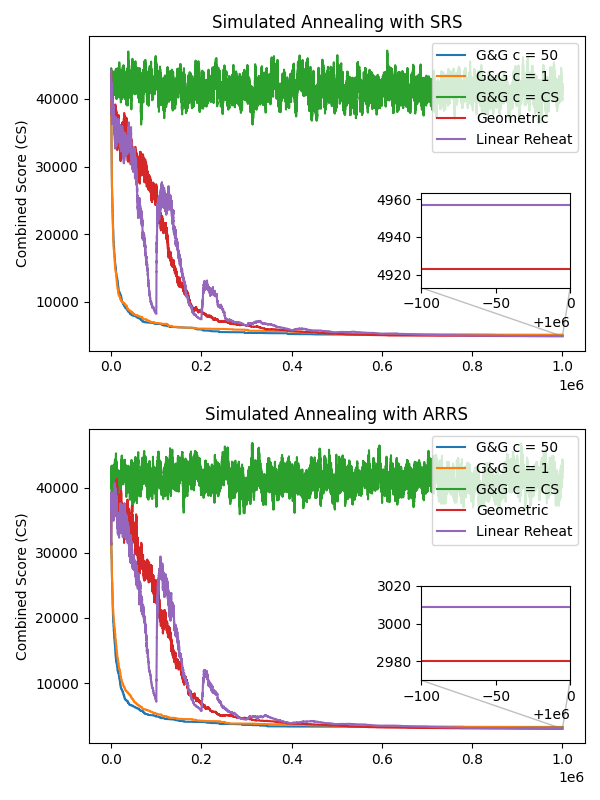 Simulated Annealing with SRS
Combined Score (CS)
40000
30000
20000
10000
G&G c = 50
G&G c = 1
G&G c = CS
Geometric
Linear Reheat
4960
4940
4920
−100
−50
0
+1e6
0.0
0.2
0.4
0.6
0.8
1.0
1e6
Simulated Annealing with ARRS
Combined Score (CS)
40000
30000
20000
10000
G&G c = 50
G&G c = 1
G&G c = CS
Geometric
Linear Reheat
3020
3000
2980
−100
−50
0
+1e6
0.0
0.2
0.4
0.6
0.8
1.0
1e6